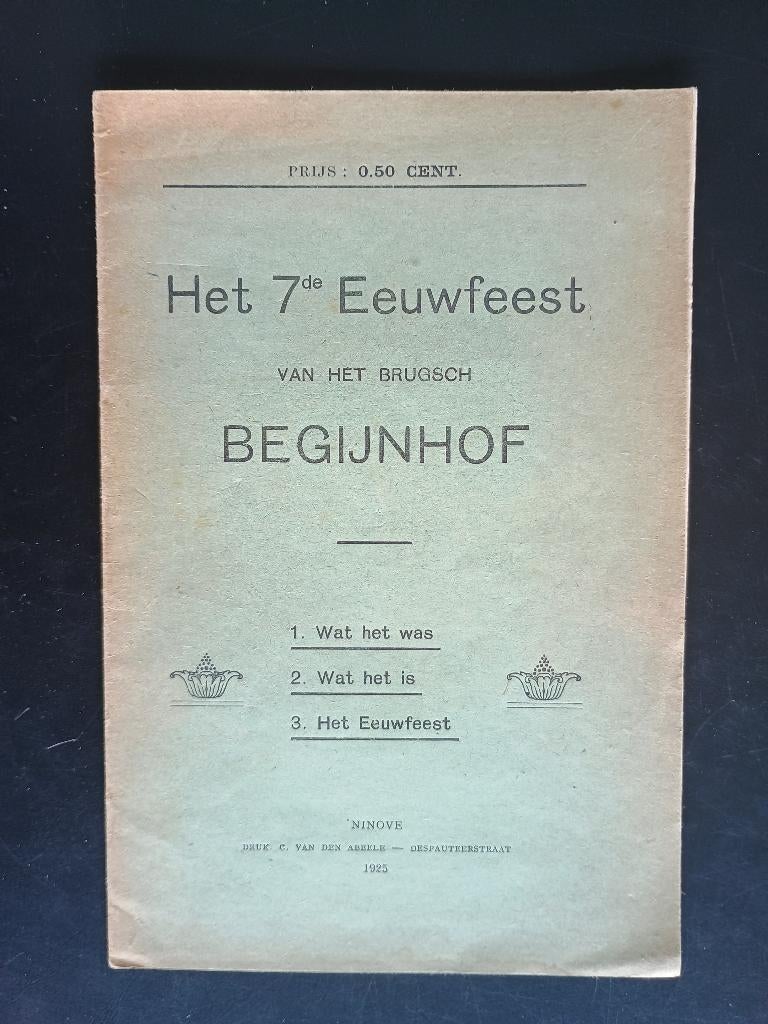 PRIJS : 0.50 CENT.
Het 7de Eeuwfeest
VAN HET BRUGSCH
BEGIJNHOF
1. Wat het was
2. Wat het is
3. Het Eeuwfeest
NINOVE
DRUK. C. VAN DEN ABEELE — DESPAUTEERSTRAAT
1925